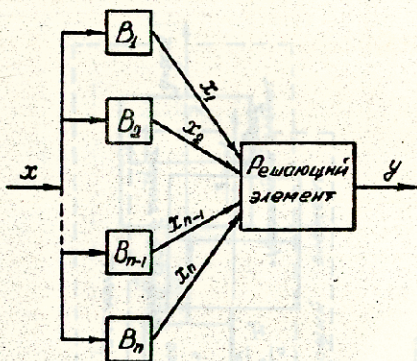 B₁
x₁
B₂
x₂
x
Решающий
элемент
y
Bₙ₋₁
xₙ₋₁
xₙ
Bₙ